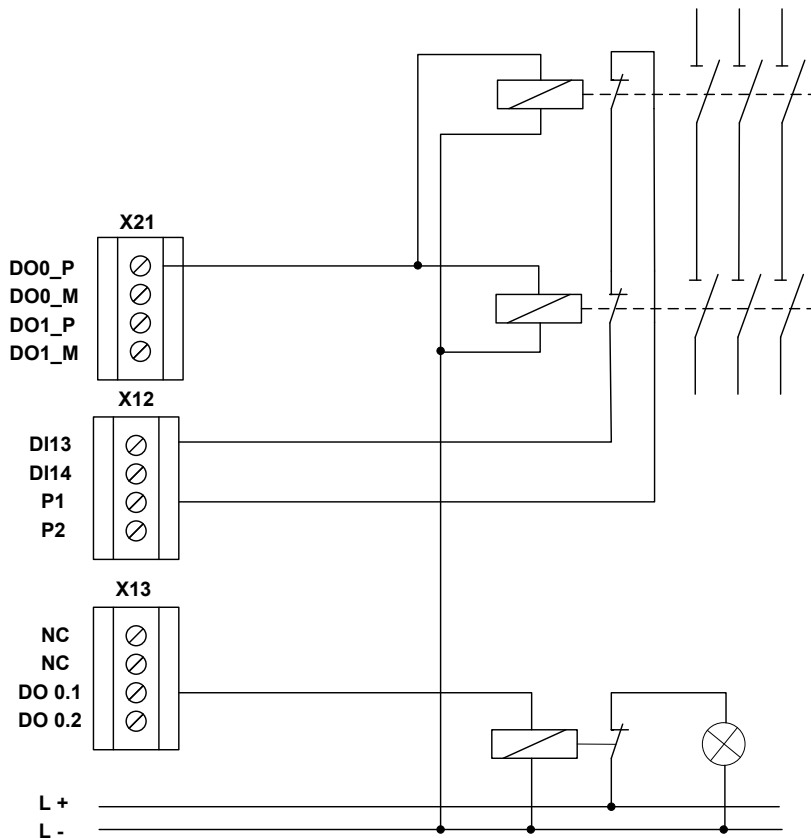 X21
DO0_P
DO0_M
DO1_P
DO1_M
X12
DI13
DI14
P1
P2
X13
NC
NC
DO 0.1
DO 0.2
L +
L -